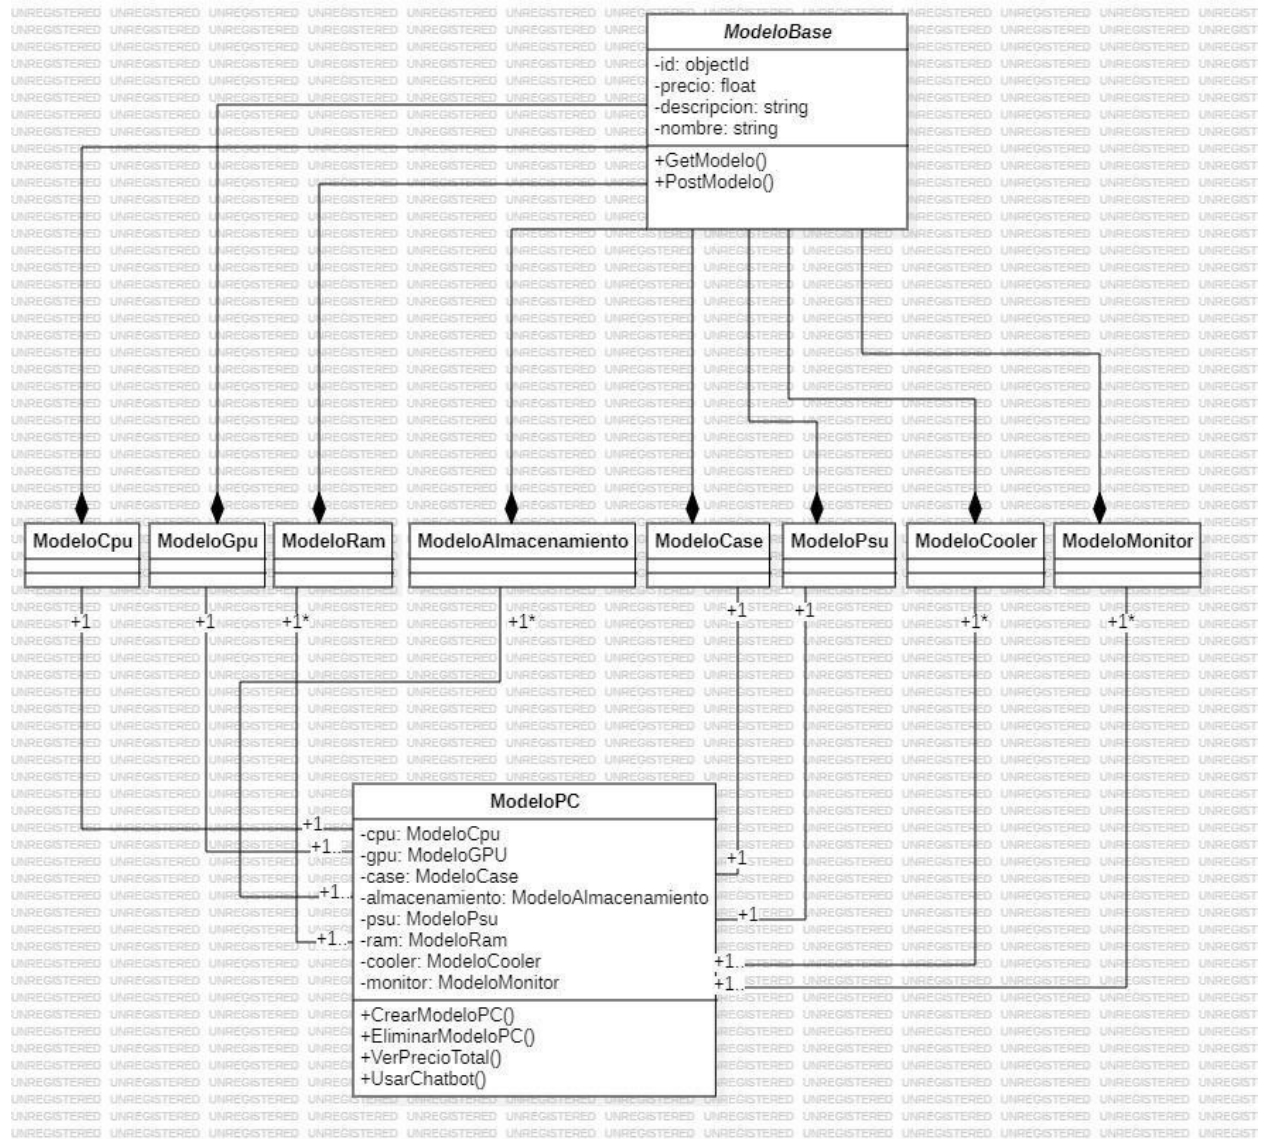 ModeloBase
-id: objectId
-precio: float
-descripcion: string
-nombre: string
+GetModelo()
+PostModelo()
ModeloCpu
ModeloGpu
ModeloRam
ModeloAlmacenamiento
ModeloCase
ModeloPsu
ModeloCooler
ModeloMonitor
+1
+1
+1*
+1*
+1
+1
+1*
+1*
ModeloPC
-cpu: ModeloCpu
-gpu: ModeloGPU
-case: ModeloCase
-almacenamiento: ModeloAlmacenamiento
-psu: ModeloPsu
-ram: ModeloRam
-cooler: ModeloCooler
-monitor: ModeloMonitor
+CrearModeloPC()
+EliminarModeloPC()
+VerPrecioTotal()
+UsarChatbot()
+1
+1..
+1..
+1..
+1
+1
+1..
+1..
UNREGISTERED